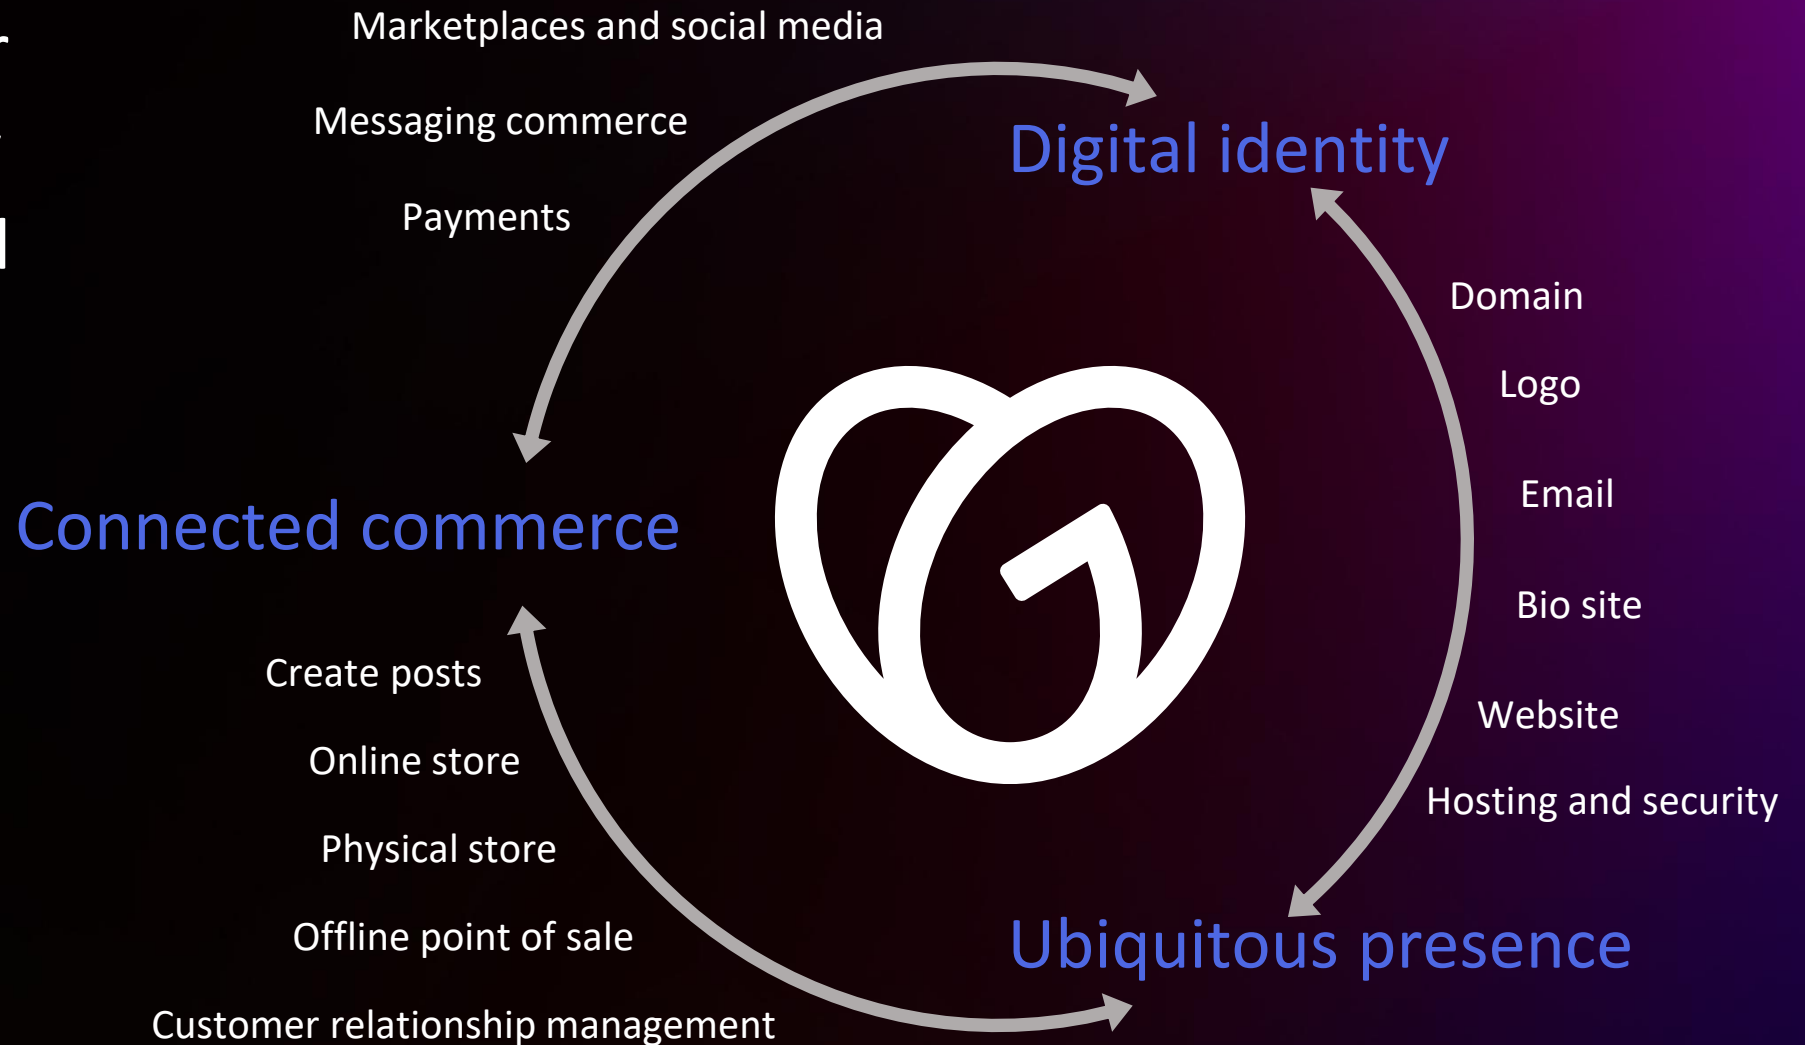 Marketplaces and social media
Messaging commerce
Payments
Digital identity
Domain
Logo
Email
Bio site
Website
Hosting and security
Connected commerce
Create posts
Online store
Physical store
Offline point of sale
Customer relationship management
Ubiquitous presence